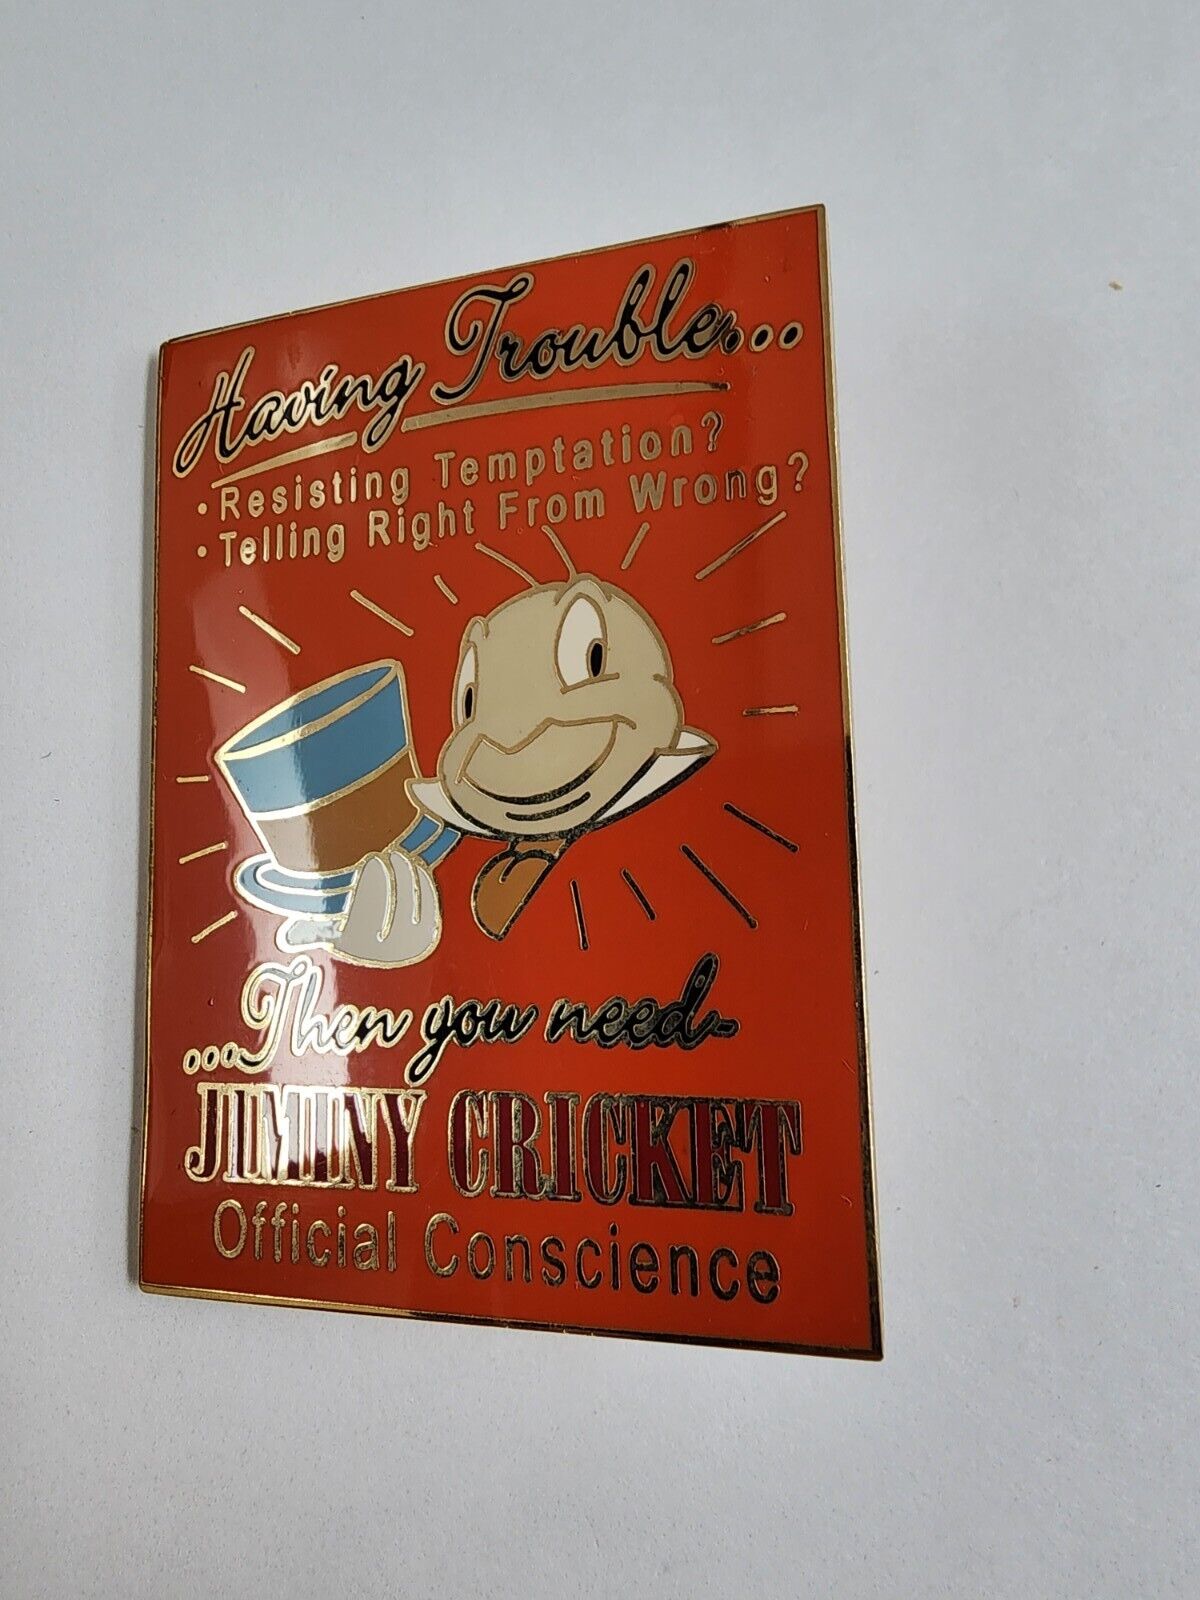 Having Trouble...
• Resisting Temptation?
• Telling Right From Wrong?
...Then you need-
JIMINY CRICKET
Official Conscience